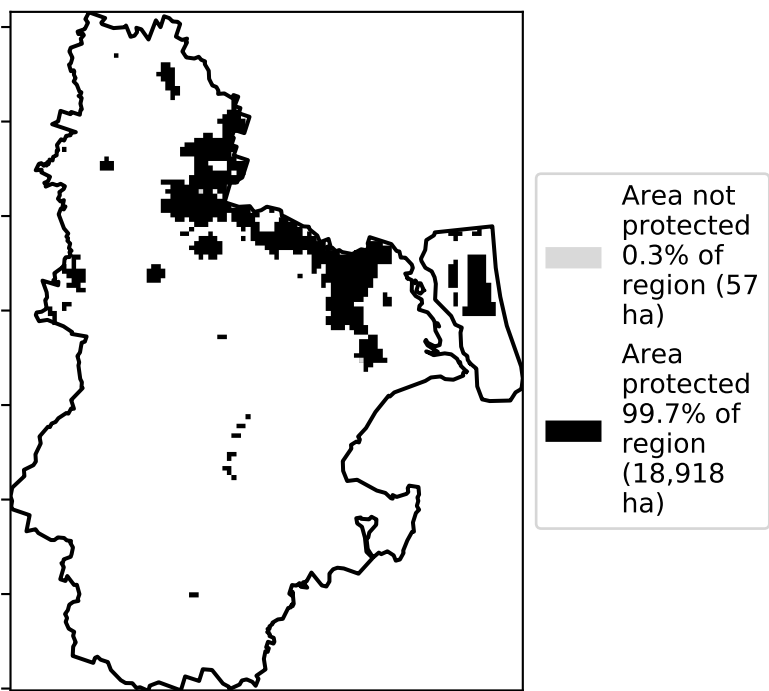 Area not
protected
0.3% of
region (57
ha)
Area
protected
99.7% of
region
(18,918
ha)